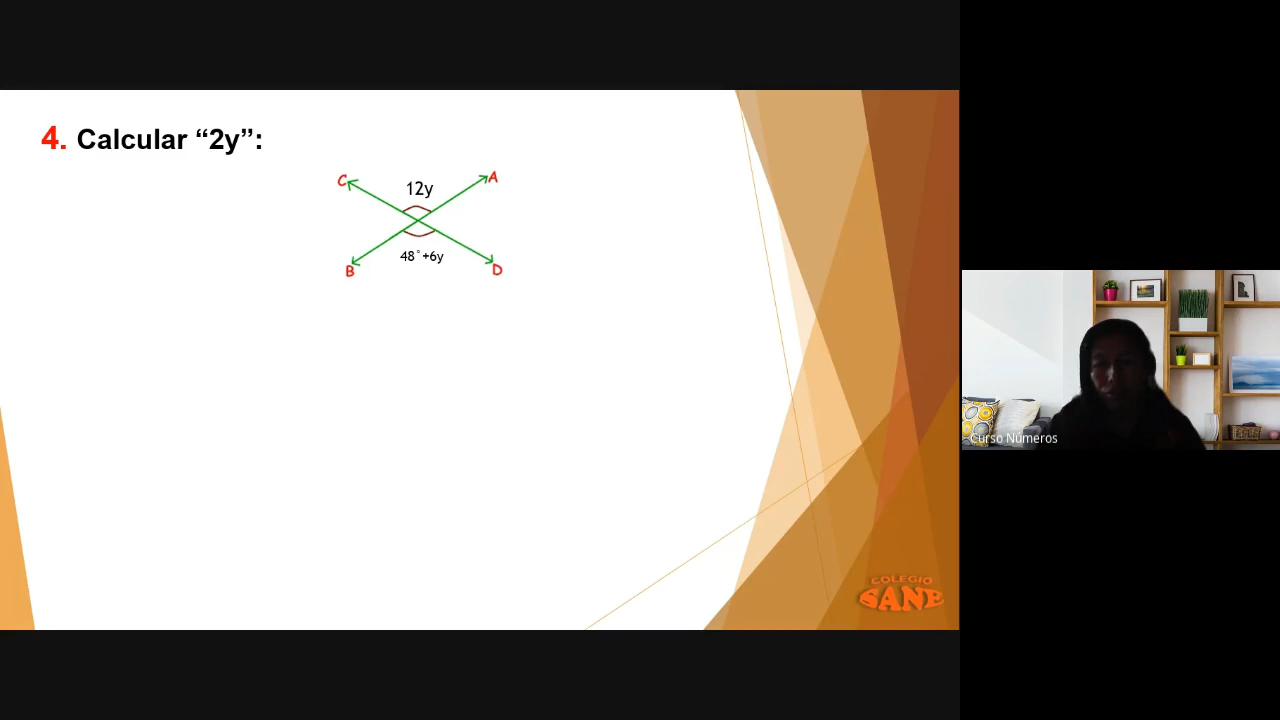 4. Calcular “2y”:
C
A
12y
48°+6y
B
D
Curso Números
COLEGIO
SANE